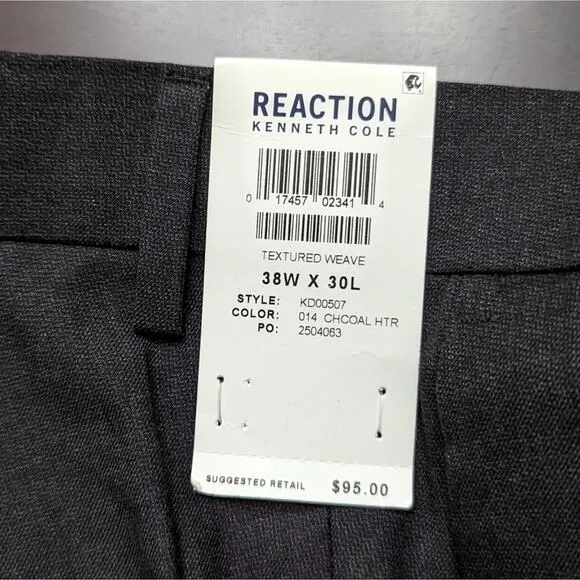 REACTION
KENNETH COLE
0 17457 02341 4
TEXTURED WEAVE
38W X 30L
STYLE: KD00507
COLOR: 014 CHCOAL HTR
PO: 2504063
SUGGESTED RETAIL $95.00